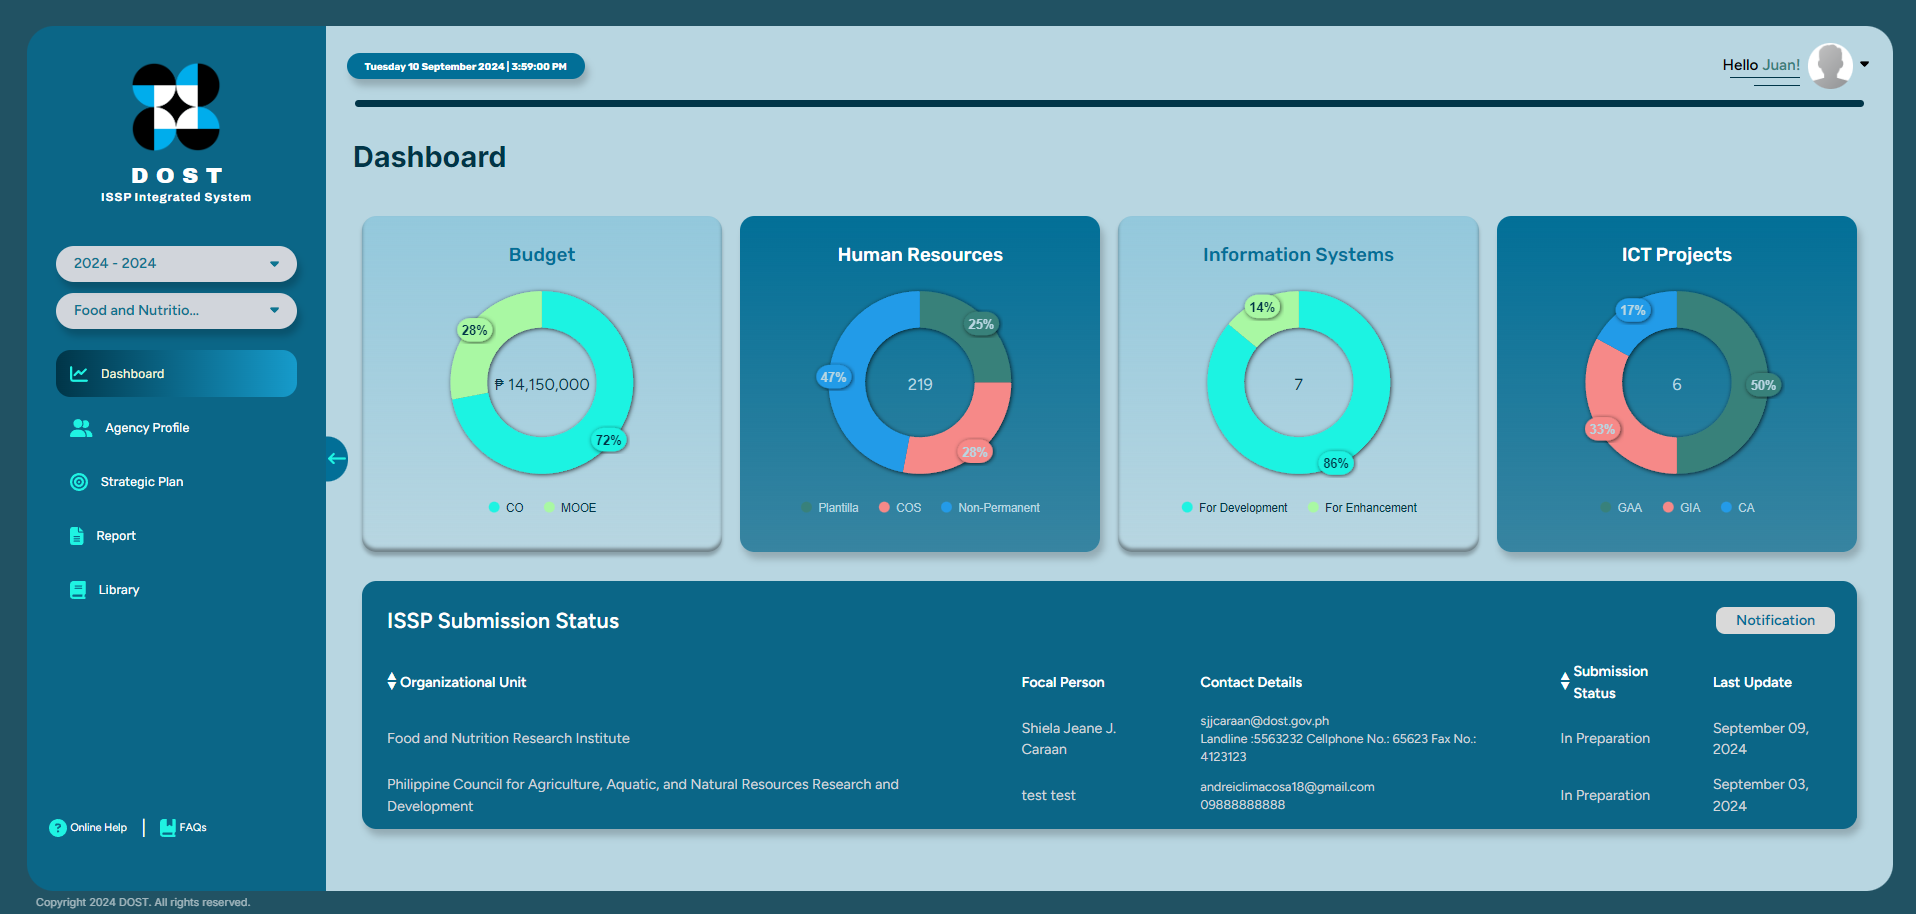 Tuesday 10 September 2024 | 3:59:00 PM
Hello Juan!
DOST
ISSP Integrated System
2024 - 2024
Food and Nutritio...
Dashboard
Agency Profile
Strategic Plan
Report
Library
? Online Help | FAQs
Dashboard
Budget
28%
₱ 14,150,000
72%
CO MOOE
Human Resources
25%
47%
219
28%
Plantilla COS Non-Permanent
Information Systems
14%
7
86%
For Development For Enhancement
ICT Projects
17%
6
50%
33%
GAA GIA CA
ISSP Submission Status
Notification
Organizational Unit
Focal Person
Contact Details
Submission
Status
Last Update
Food and Nutrition Research Institute
Shiela Jeane J.
Caraan
sjjcaraan@dost.gov.ph
Landline :5563232 Cellphone No.: 65623 Fax No.:
4123123
In Preparation
September 09,
2024
Philippine Council for Agriculture, Aquatic, and Natural Resources Research and
Development
test test
andreiclimacosa18@gmail.com
09888888888
In Preparation
September 03,
2024
Copyright 2024 DOST. All rights reserved.